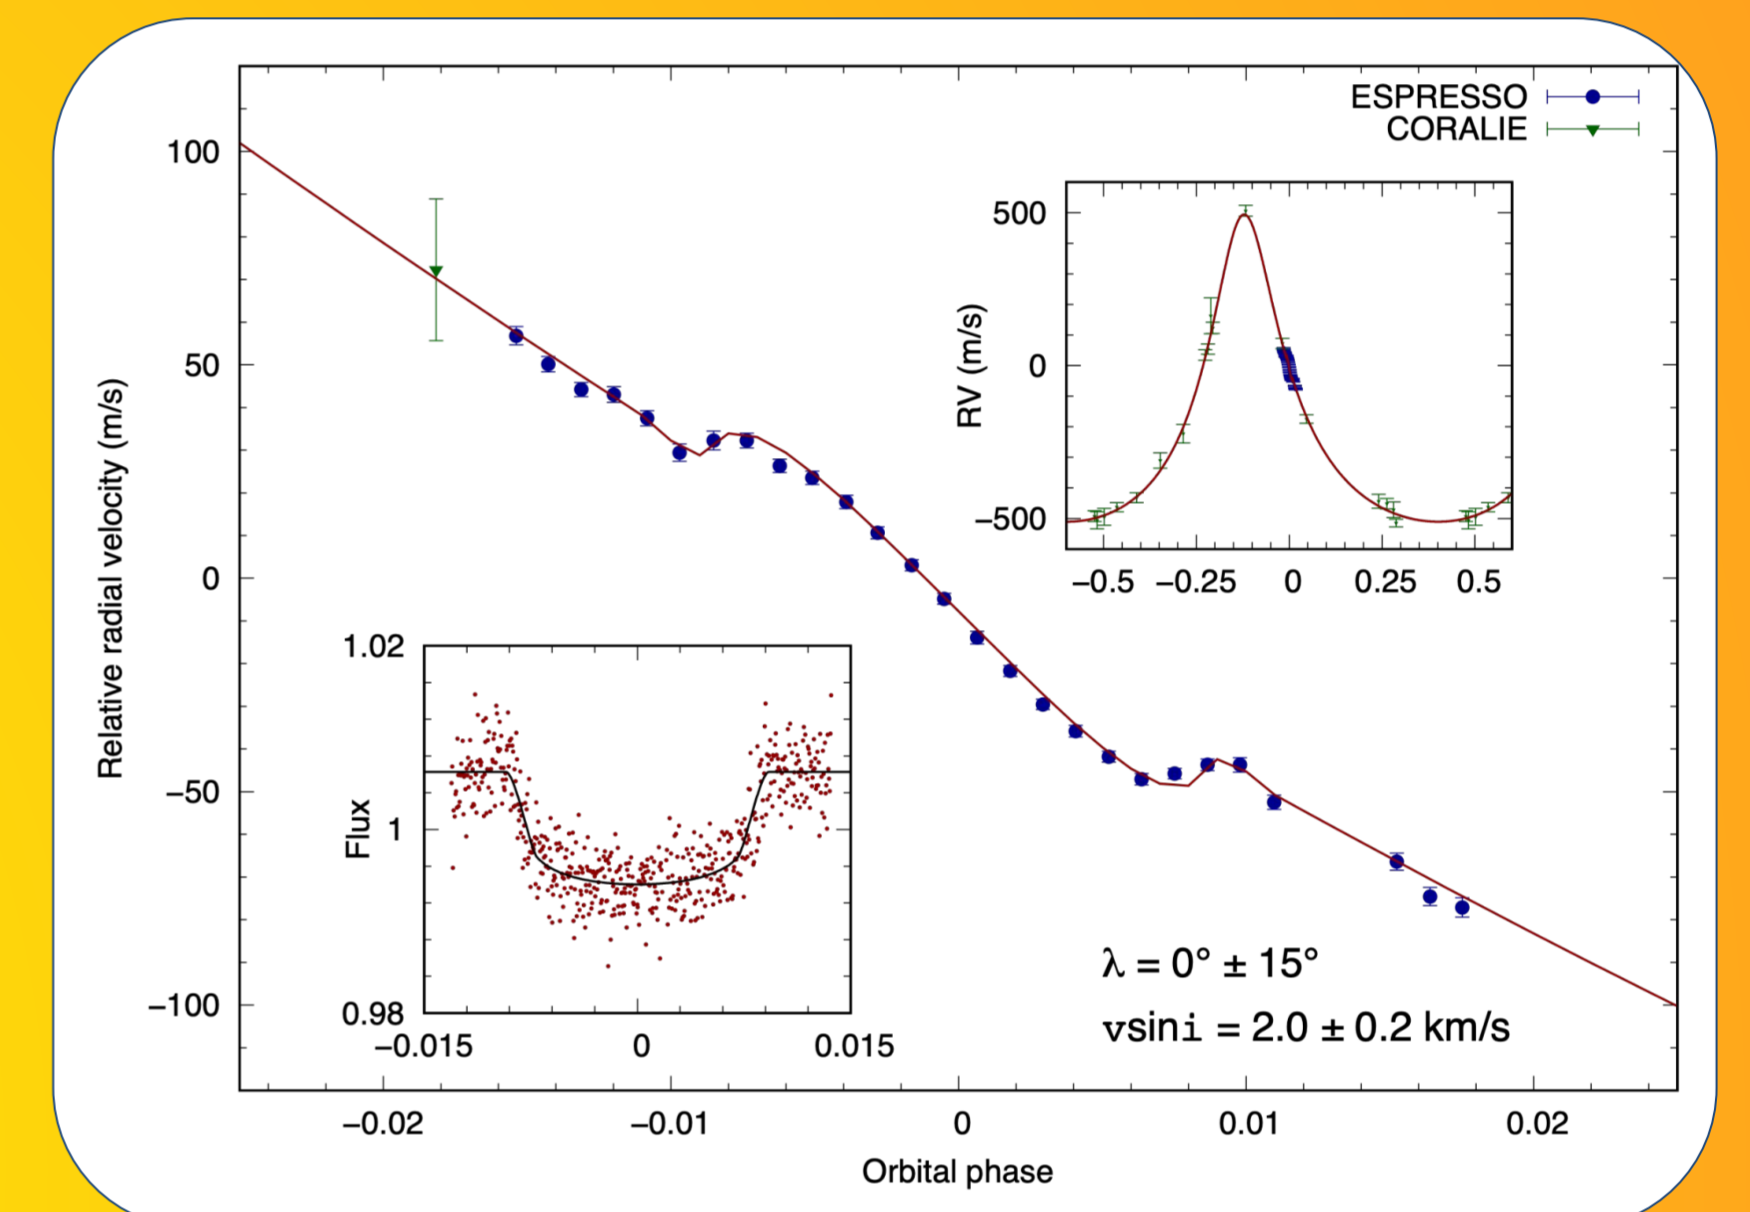 ESPRESSO
CORALIE
100
50
0
−50
−100
Relative radial velocity (m/s)
500
0
−500
RV (m/s)
−0.5 −0.25 0 0.25 0.5
1.02
1
0.98
Flux
−0.015 0 0.015
λ = 0° ± 15°
vsini = 2.0 ± 0.2 km/s
−0.02 −0.01 0 0.01 0.02
Orbital phase